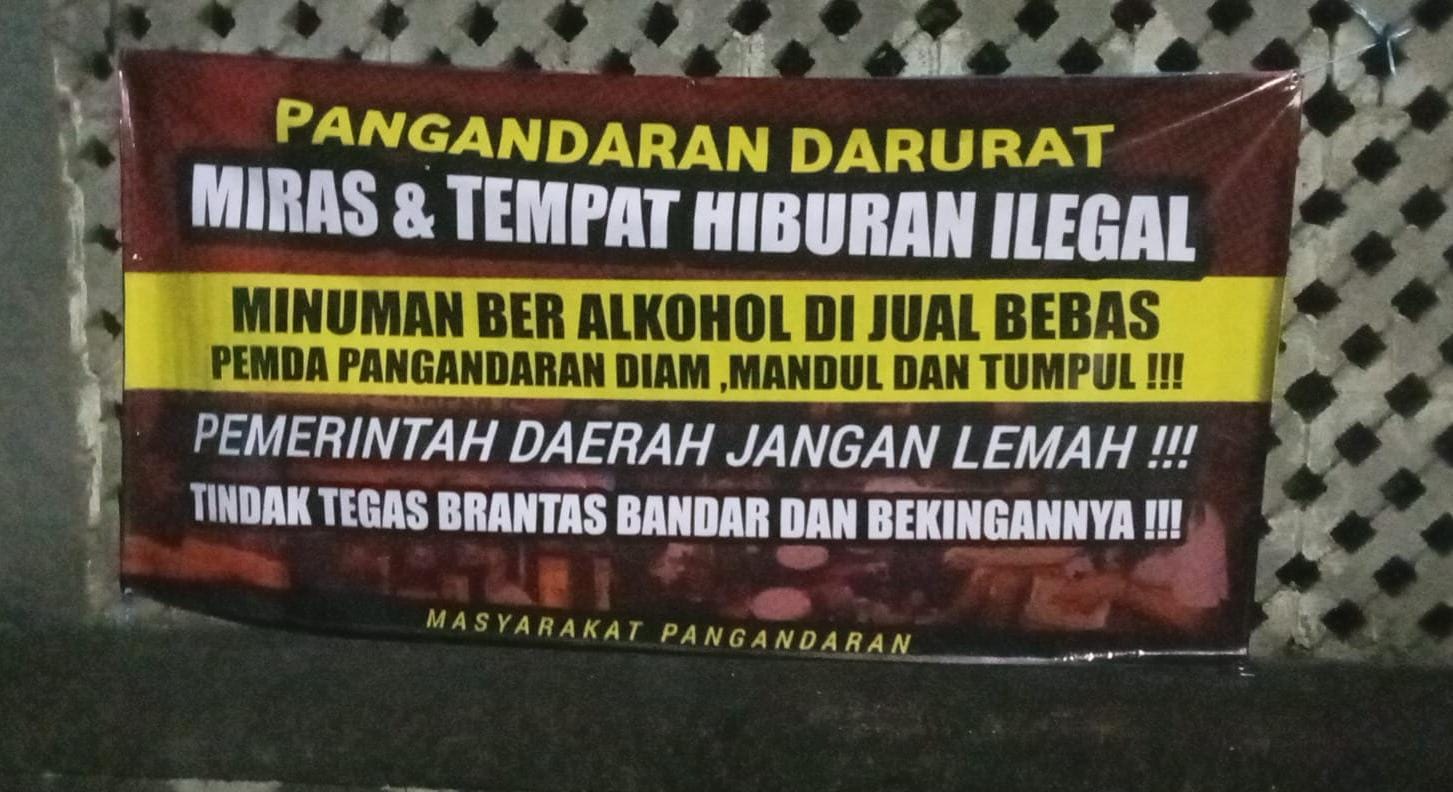 PANGANDARAN DARURAT
MIRAS & TEMPAT HIBURAN ILEGAL
MINUMAN BER ALKOHOL DI JUAL BEBAS
PEMDA PANGANDARAN DIAM ,MANDUL DAN TUMPUL !!!
PEMERINTAH DAERAH JANGAN LEMAH !!!
TINDAK TEGAS BRANTAS BANDAR DAN BEKINGANNYA !!!
MASYARAKAT PANGANDARAN